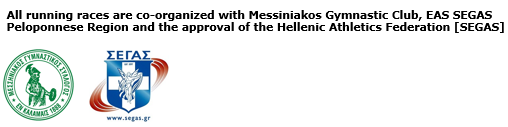 All running races are co-organized with Messiniakos Gymnastic Club, EAS SEGAS
Peloponnese Region and the approval of the Hellenic Athletics Federation [SEGAS]
ΜΕΣΣΗΝΙΑΚΟΣ ΓΥΜΝΑΣΤΙΚΟΣ ΣΥΛΛΟΓΟΣ
ΕΝ ΚΑΛΑΜΑΙΣ 1888
ΣΕΓΑΣ
www.segas.gr